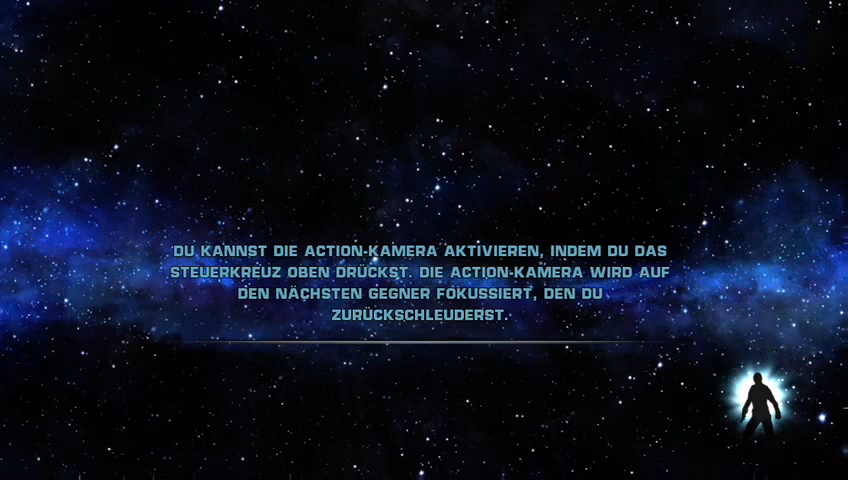 DU KANNST DIE ACTION-KAMERA AKTIVIEREN, INDEM DU DAS
STEUERKREUZ OBEN DRÜCKST. DIE ACTION-KAMERA WIRD AUF
DEN NÄCHSTEN GEGNER FOKUSSIERT, DEN DU
ZURÜCKSCHLEUDERST.